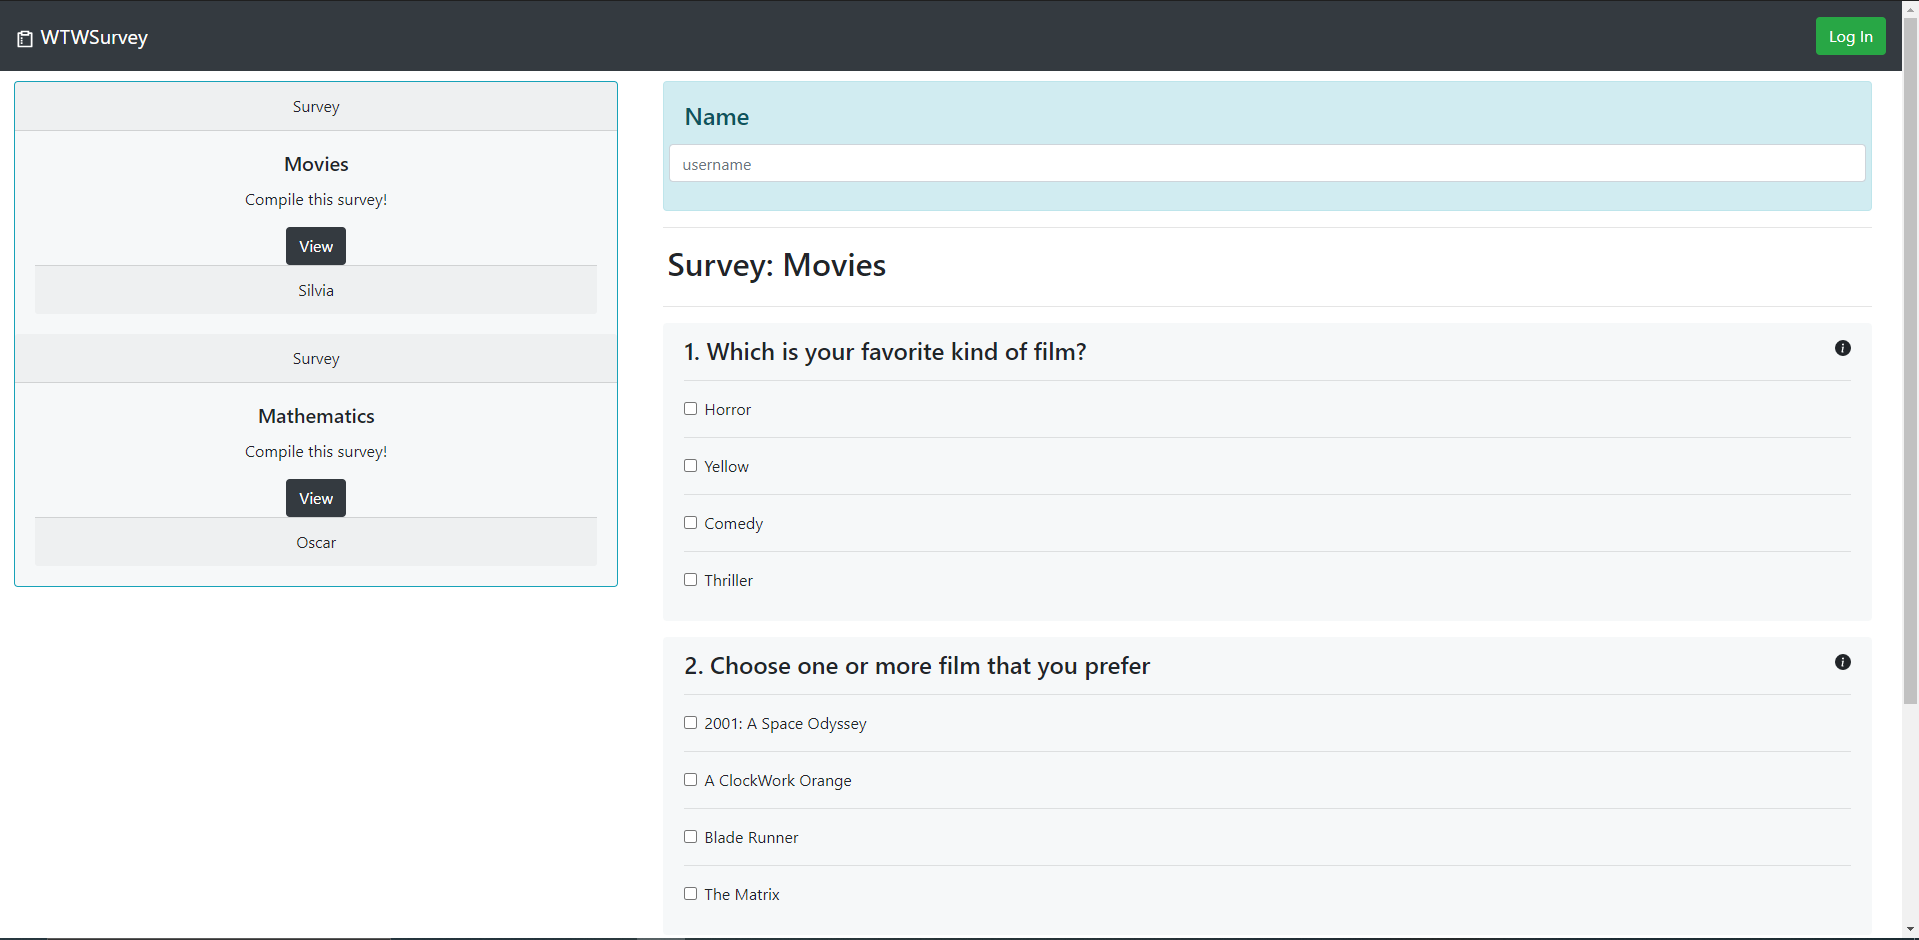 WTWSurvey
Log In
Survey
Movies
Compile this survey!
View
Silvia
Survey
Mathematics
Compile this survey!
View
Oscar
Name
username
Survey: Movies
1. Which is your favorite kind of film?
Horror
Yellow
Comedy
Thriller
2. Choose one or more film that you prefer
2001: A Space Odyssey
A ClockWork Orange
Blade Runner
The Matrix